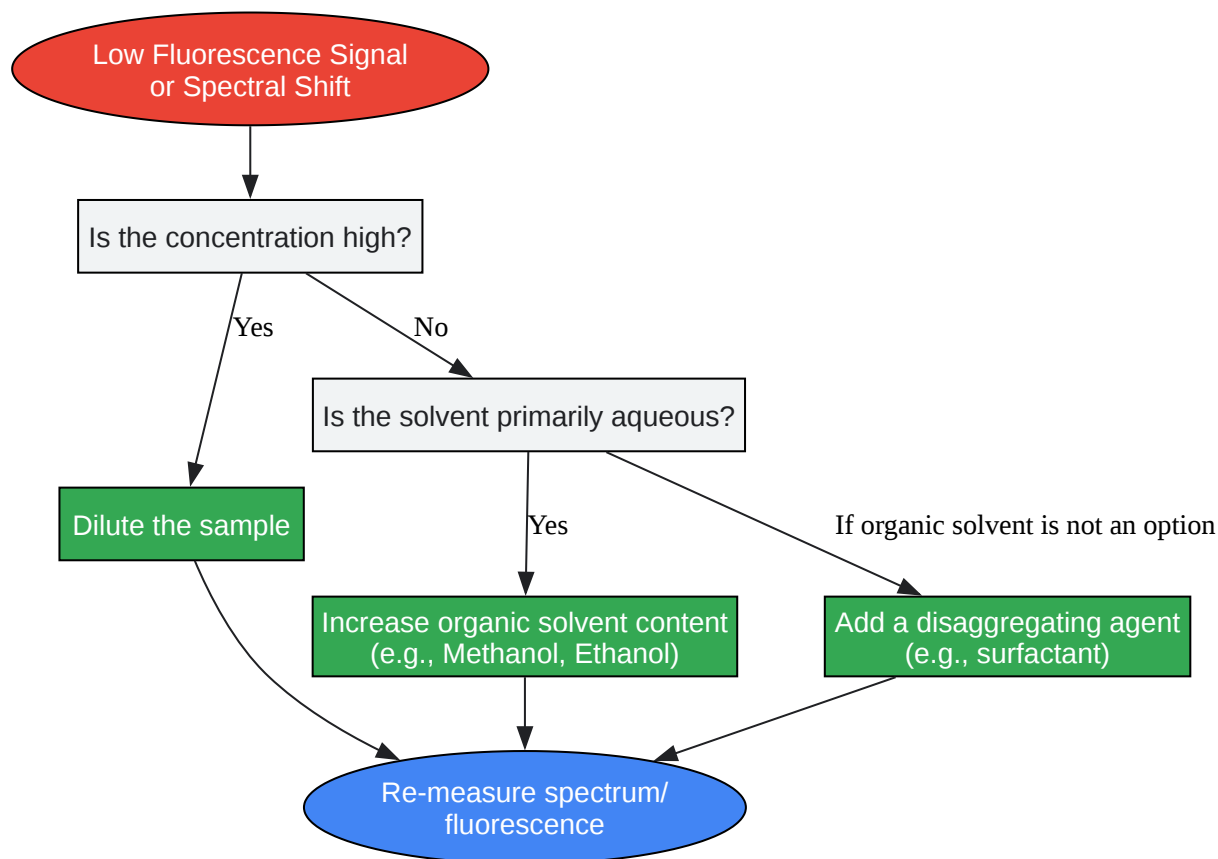 Low Fluorescence Signal
or Spectral Shift
Is the concentration high?
Yes
No
Is the solvent primarily aqueous?
Dilute the sample
Yes
If organic solvent is not an option
Increase organic solvent content
(e.g., Methanol, Ethanol)
Add a disaggregating agent
(e.g., surfactant)
Re-measure spectrum/
fluorescence